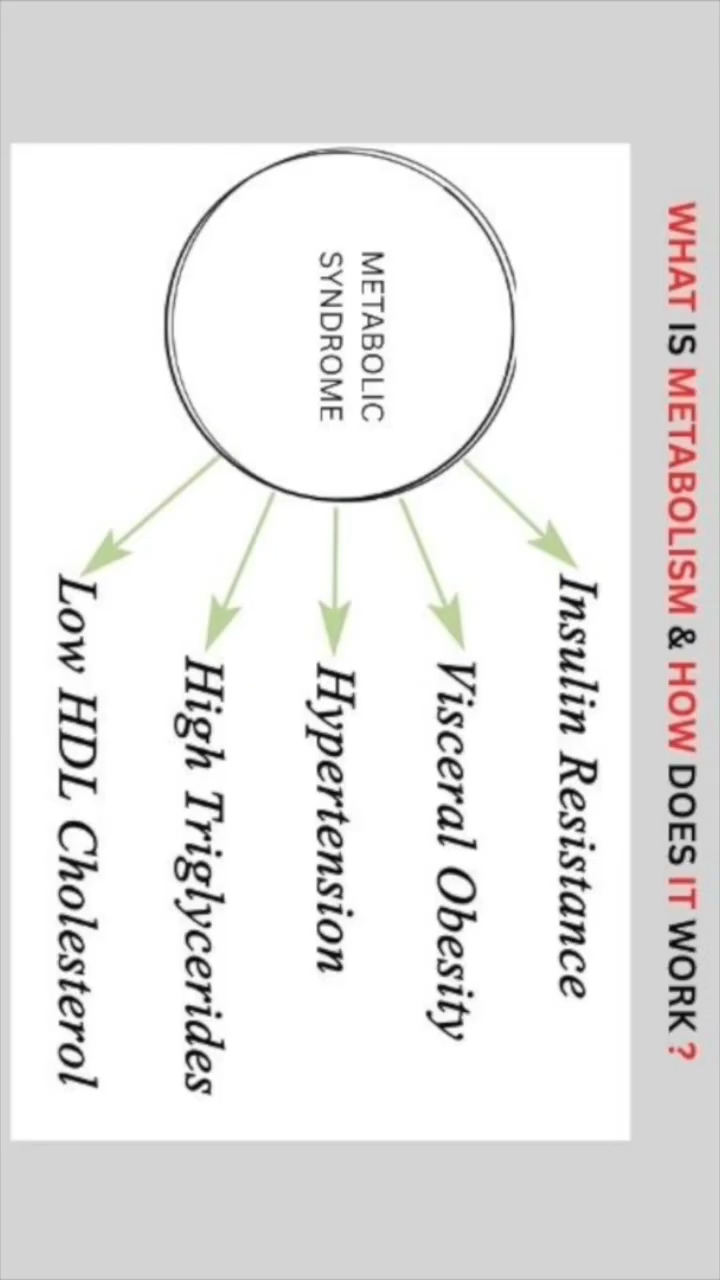 WHAT IS METABOLISM & HOW DOES IT WORK ?
METABOLIC
SYNDROME
Insulin Resistance
Visceral Obesity
Hypertension
High Triglycerides
Low HDL Cholesterol